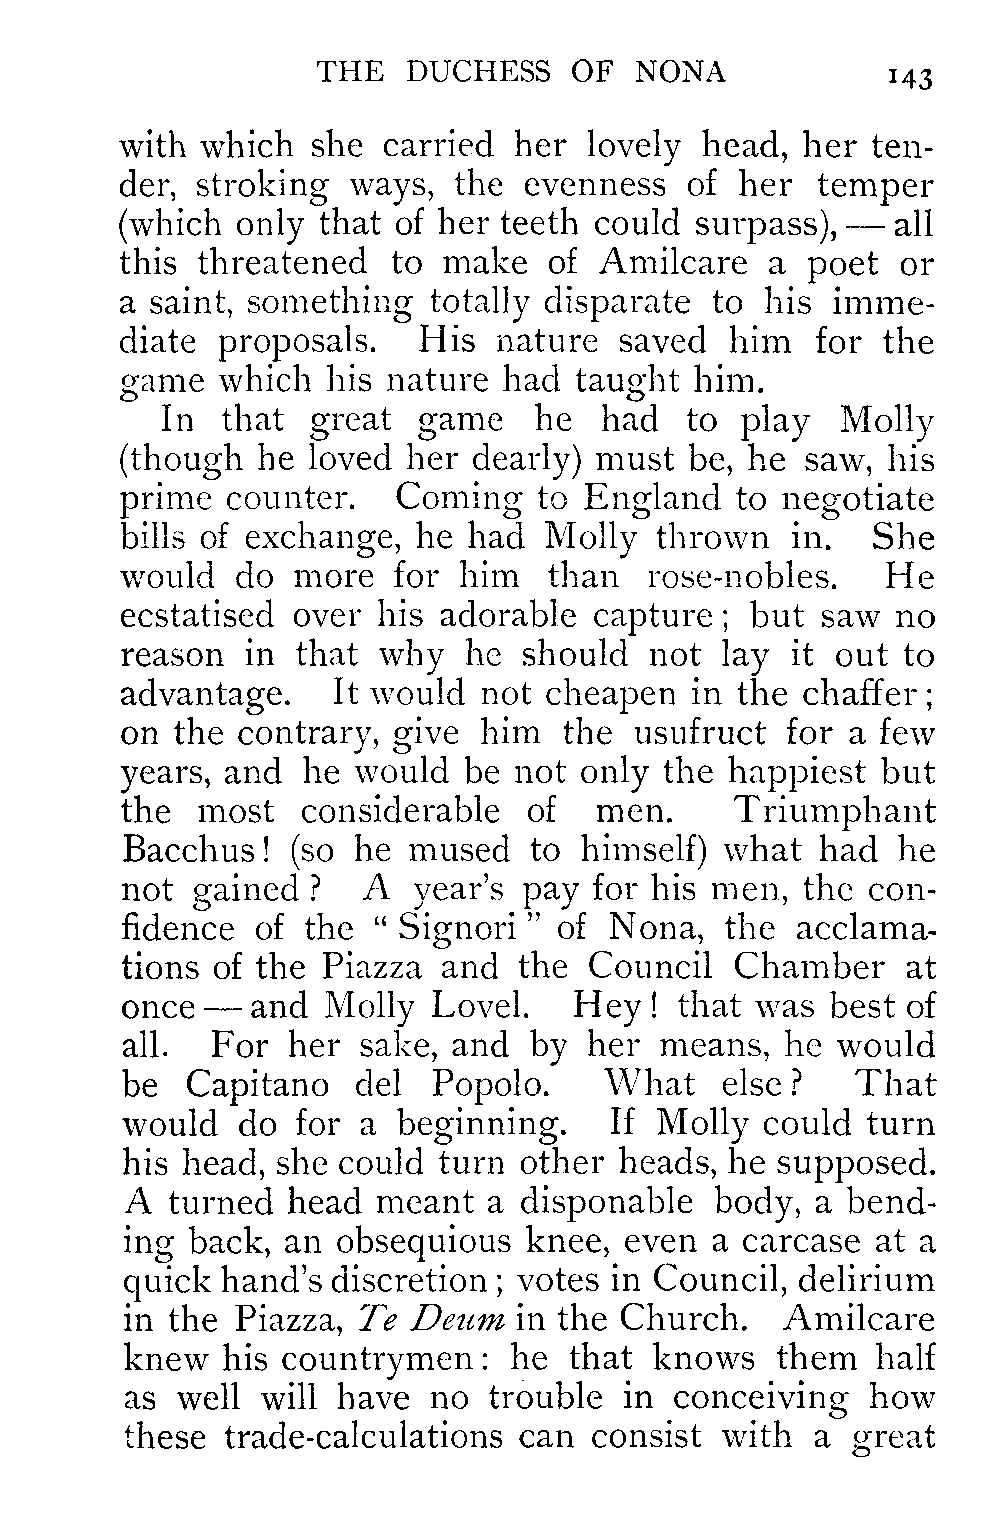 THE DUCHESS OF NONA 143
with which she carried her lovely head, her ten-
der, stroking ways, the evenness of her temper
(which only that of her teeth could surpass), — all
this threatened to make of Amilcare a poet or
a saint, something totally disparate to his imme-
diate proposals. His nature saved him for the
game which his nature had taught him.
In that great game he had to play Molly
(though he loved her dearly) must be, he saw, his
prime counter. Coming to England to negotiate
bills of exchange, he had Molly thrown in. She
would do more for him than rose-nobles. He
ecstatised over his adorable capture; but saw no
reason in that why he should not lay it out to
advantage. It would not cheapen in the chaffer;
on the contrary, give him the usufruct for a few
years, and he would be not only the happiest but
the most considerable of men. Triumphant
Bacchus! (so he mused to himself) what had he
not gained? A year's pay for his men, the con-
fidence of the "Signori" of Nona, the acclama-
tions of the Piazza and the Council Chamber at
once — and Molly Lovel. Hey! that was best of
all. For her sake, and by her means, he would
be Capitano del Popolo. What else? That
would do for a beginning. If Molly could turn
his head, she could turn other heads, he supposed.
A turned head meant a disponable body, a bend-
ing back, an obsequious knee, even a carcase at a
quick hand's discretion; votes in Council, delirium
in the Piazza, Te Deum in the Church. Amilcare
knew his countrymen: he that knows them half
as well will have no trouble in conceiving how
these trade-calculations can consist with a great